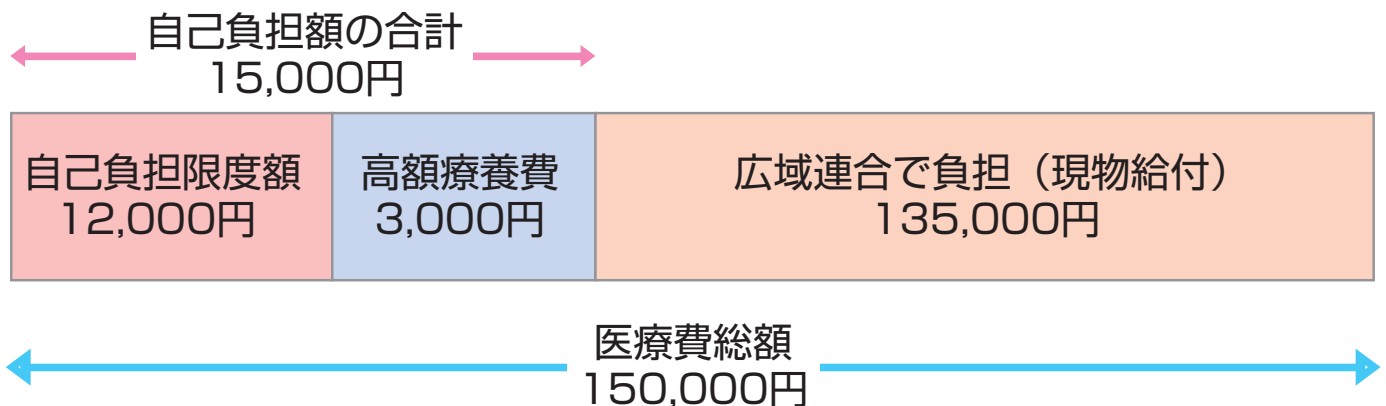 自己負担額の合計
15,000円
自己負担限度額
12,000円
高額療養費
3,000円
広域連合で負担（現物給付）
135,000円
医療費総額
150,000円